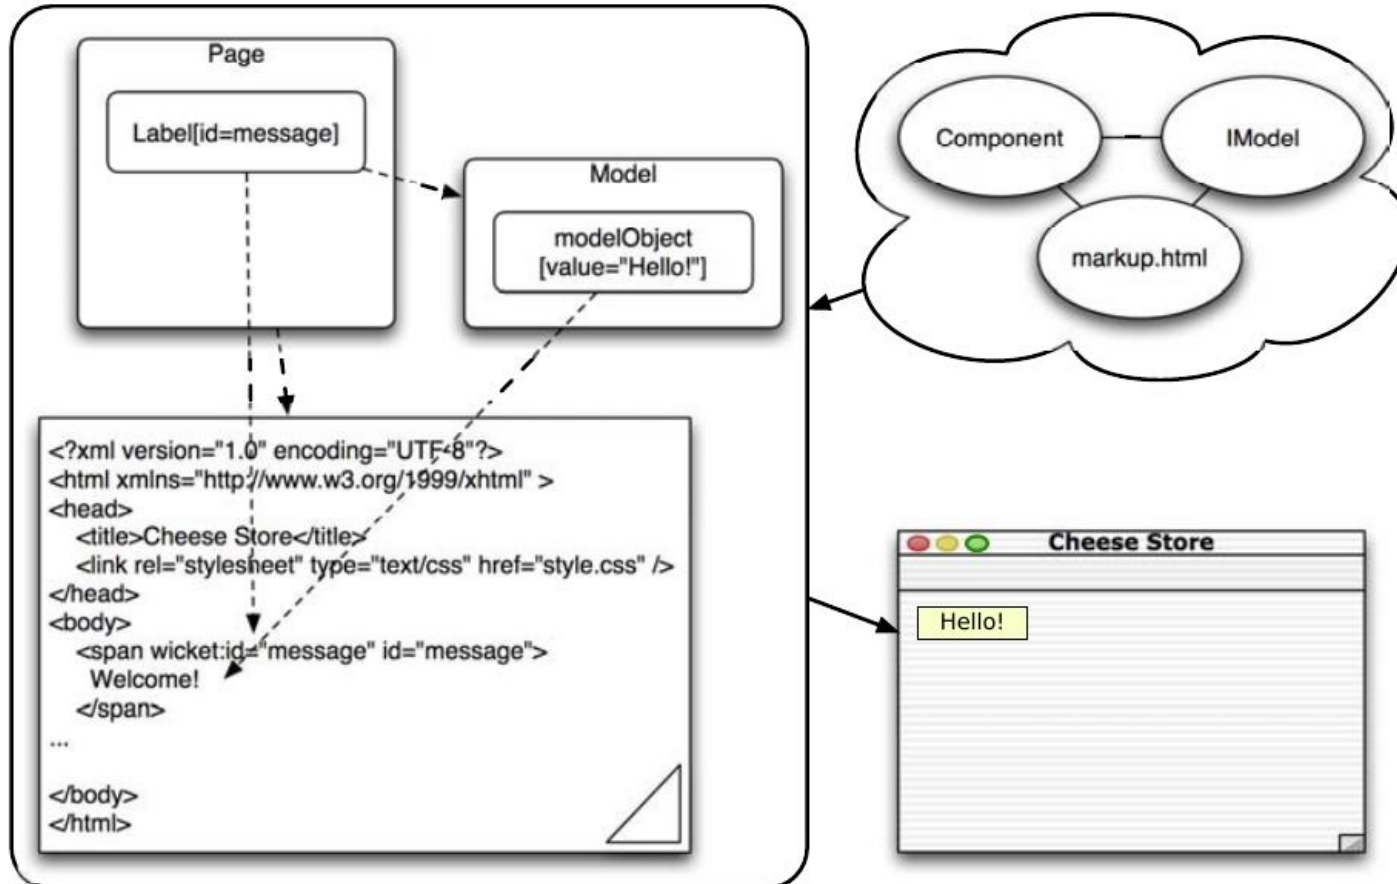 Page
Label[id=message]
Model
modelObject
[value="Hello!"]
Component
IModel
markup.html
<?xml version="1.0" encoding="UTF-8"?>
<html xmlns="http://www.w3.org/1999/xhtml" >
<head>
<title>Cheese Store</title>
<link rel="stylesheet" type="text/css" href="style.css" />
</head>
<body>
<span wicket:id="message" id="message">
Welcome!
</span>
...
</body>
</html>
Cheese Store
Hello!